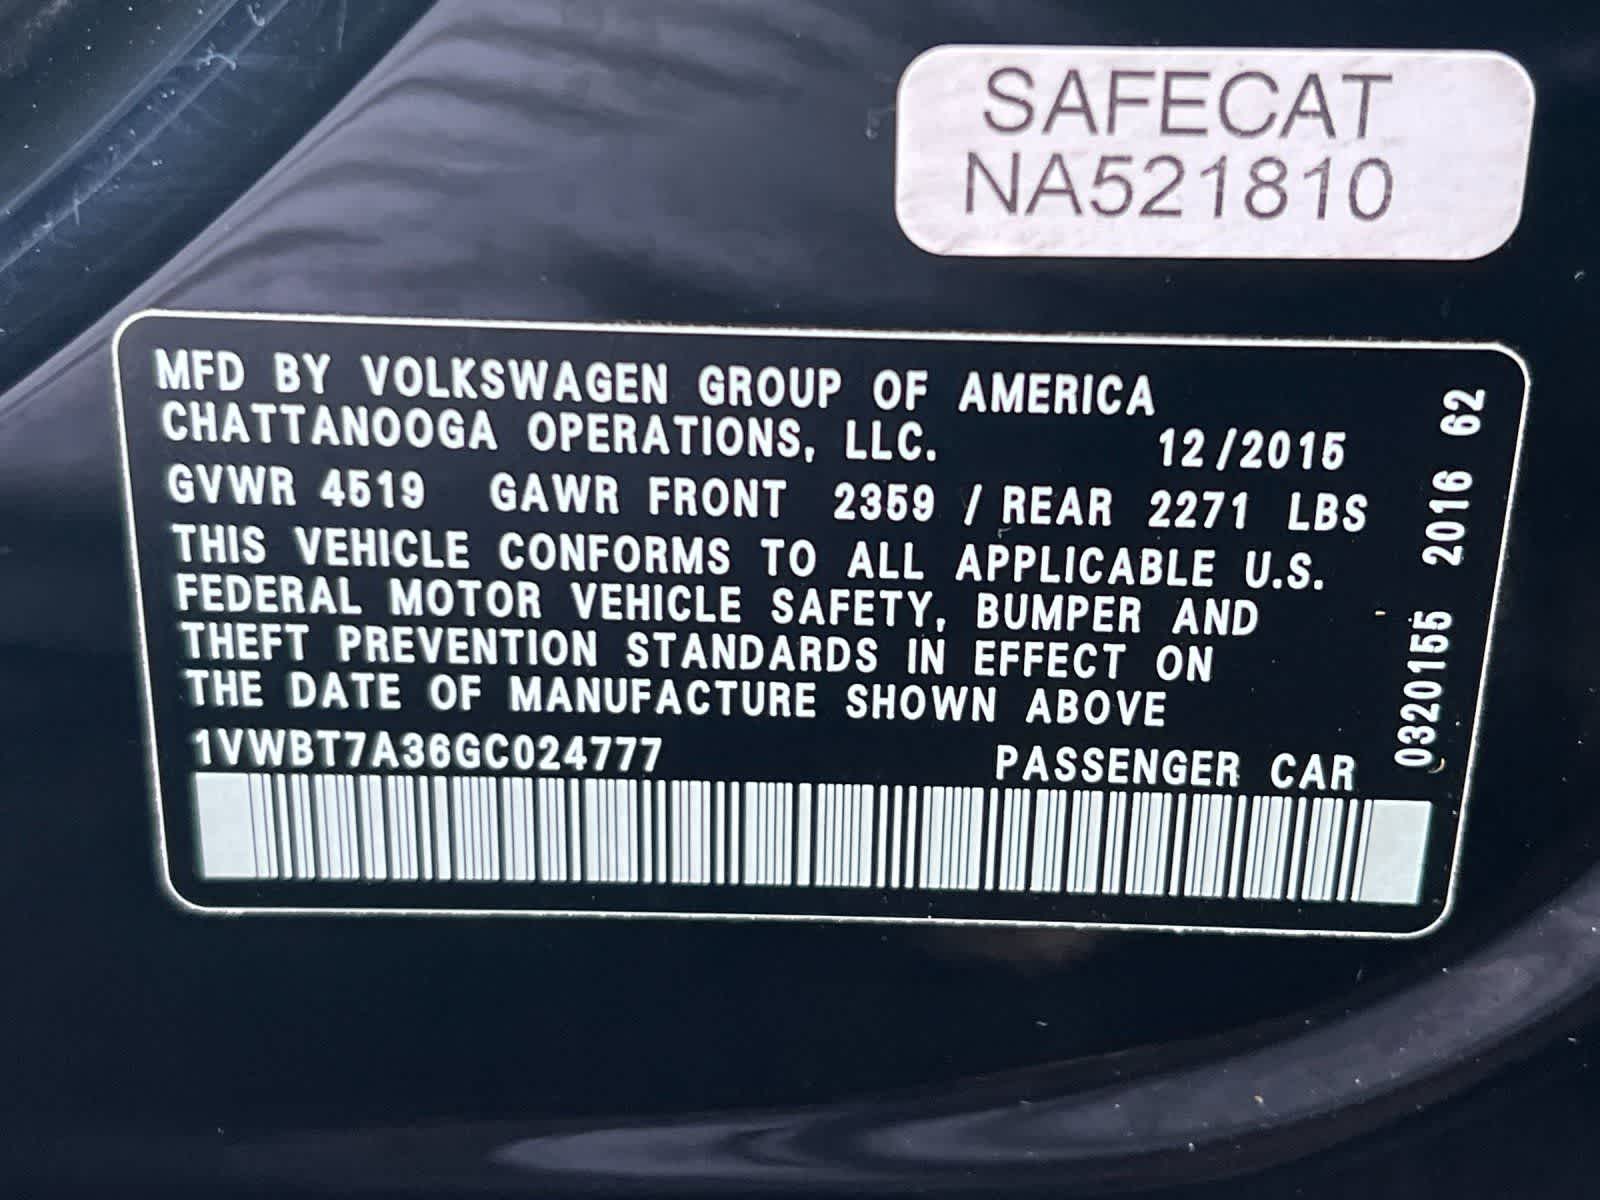 SAFECAT
NA521810
MFD BY VOLKSWAGEN GROUP OF AMERICA
CHATTANOOGA OPERATIONS, LLC. 12/2015
GVWR 4519 GAWR FRONT 2359 / REAR 2271 LBS
THIS VEHICLE CONFORMS TO ALL APPLICABLE U.S.
FEDERAL MOTOR VEHICLE SAFETY, BUMPER AND
THEFT PREVENTION STANDARDS IN EFFECT ON
THE DATE OF MANUFACTURE SHOWN ABOVE
1VWBT7A36GC024777 PASSENGER CAR
0320155 2016 62